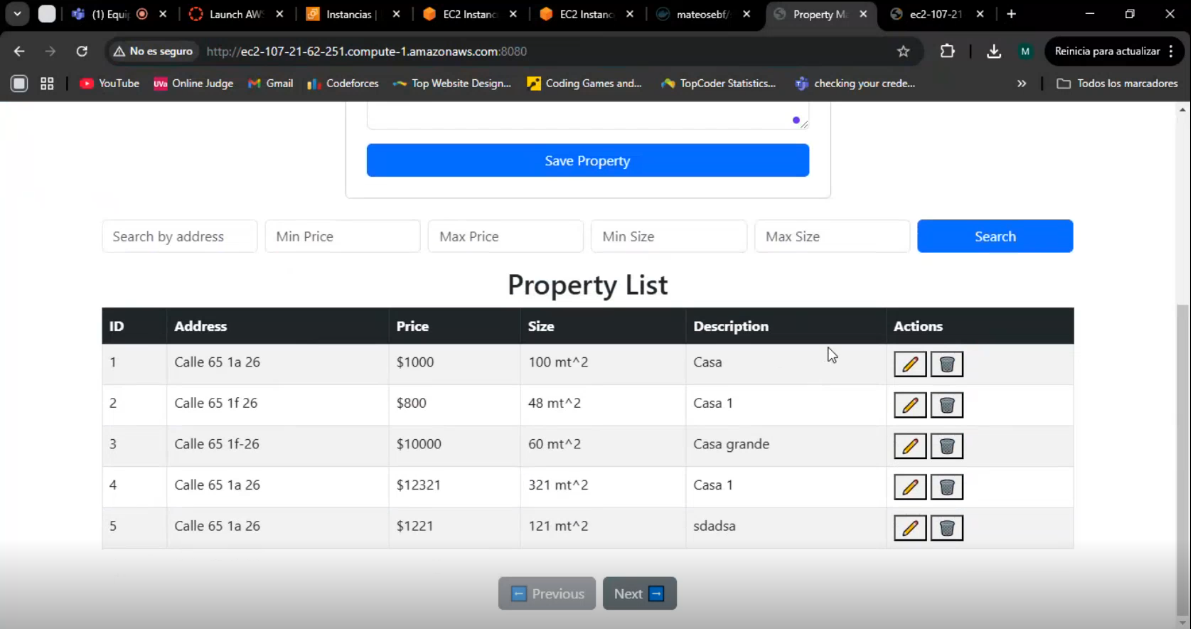 (1) Equip
Launch AW
Instancias |
EC2 Instanc
EC2 Instanc
mateosebf/
Property Ma
ec2-107-21
No es seguro
http://ec2-107-21-62-251.compute-1.amazonaws.com:8080
M
Reinicia para actualizar
YouTube
UVa Online Judge
Gmail
Codeforces
Top Website Design...
Coding Games and...
TopCoder Statistics...
checking your crede...
»
Todos los marcadores
Save Property
Search by address
Min Price
Max Price
Min Size
Max Size
Search
Property List
ID Address Price Size Description Actions
1 Calle 65 1a 26 $1000 100 mt^2 Casa
2 Calle 65 1f 26 $800 48 mt^2 Casa 1
3 Calle 65 1f-26 $10000 60 mt^2 Casa grande
4 Calle 65 1a 26 $12321 321 mt^2 Casa 1
5 Calle 65 1a 26 $1221 121 mt^2 sdadsa
Previous
Next